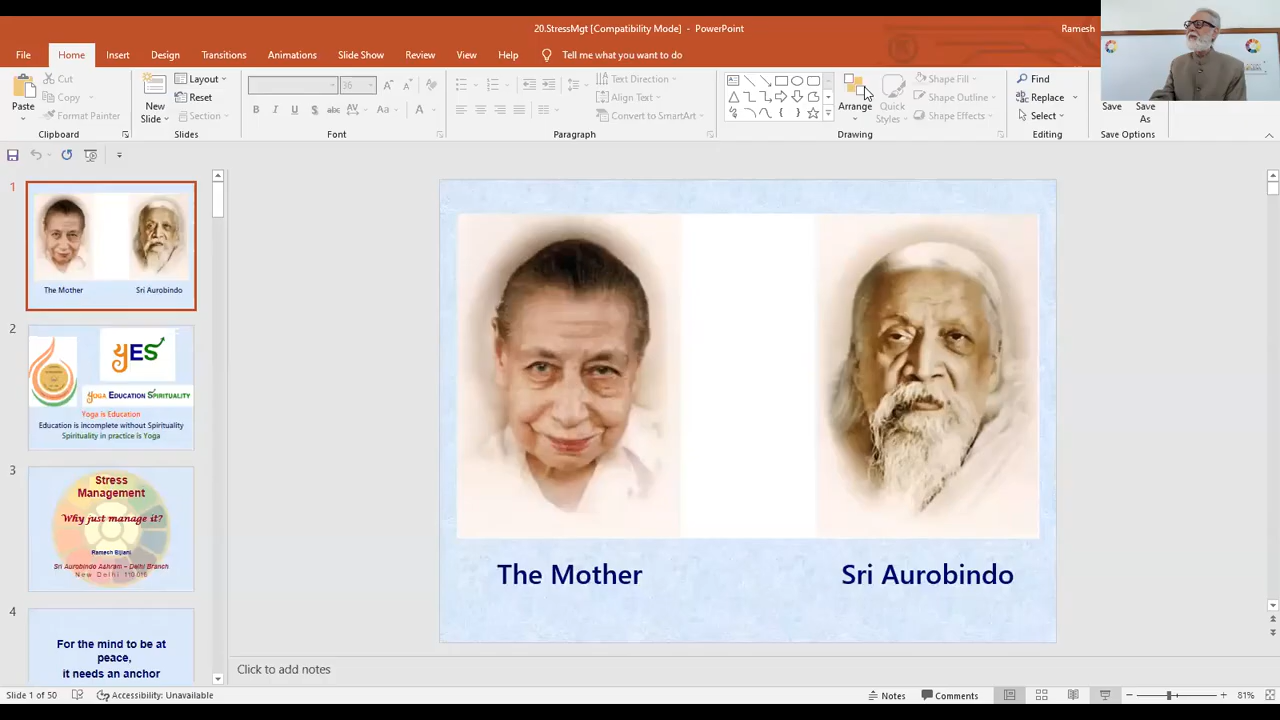 20.StressMgt [Compatibility Mode] - PowerPoint
Ramesh
File Home Insert Design Transitions Animations Slide Show Review View Help Tell me what you want to do
Paste
Cut
Copy
Format Painter
Clipboard
New
Slide
Layout
Reset
Section
Slides
36
B I U S
Aa
A
Font
Text Direction
Align Text
Convert to SmartArt
Paragraph
Arrange
Quick
Styles
Shape Fill
Shape Outline
Shape Effects
Drawing
Find
Replace
Select
Editing
Save
Save
As
Save Options
1
The Mother Sri Aurobindo
2
YES
YOGA EDUCATION SPIRITUALITY
Yoga is Education
Education is incomplete without Spirituality
Spirituality in practice is Yoga
3
Stress
Management
Why just manage it?
Ramesh Bijlani
Sri Aurobindo Ashram – Delhi Branch
New Delhi 110 016
4
For the mind to be at
peace,
it needs an anchor
The Mother Sri Aurobindo
Click to add notes
Slide 1 of 50 Accessibility: Unavailable Notes Comments 81%